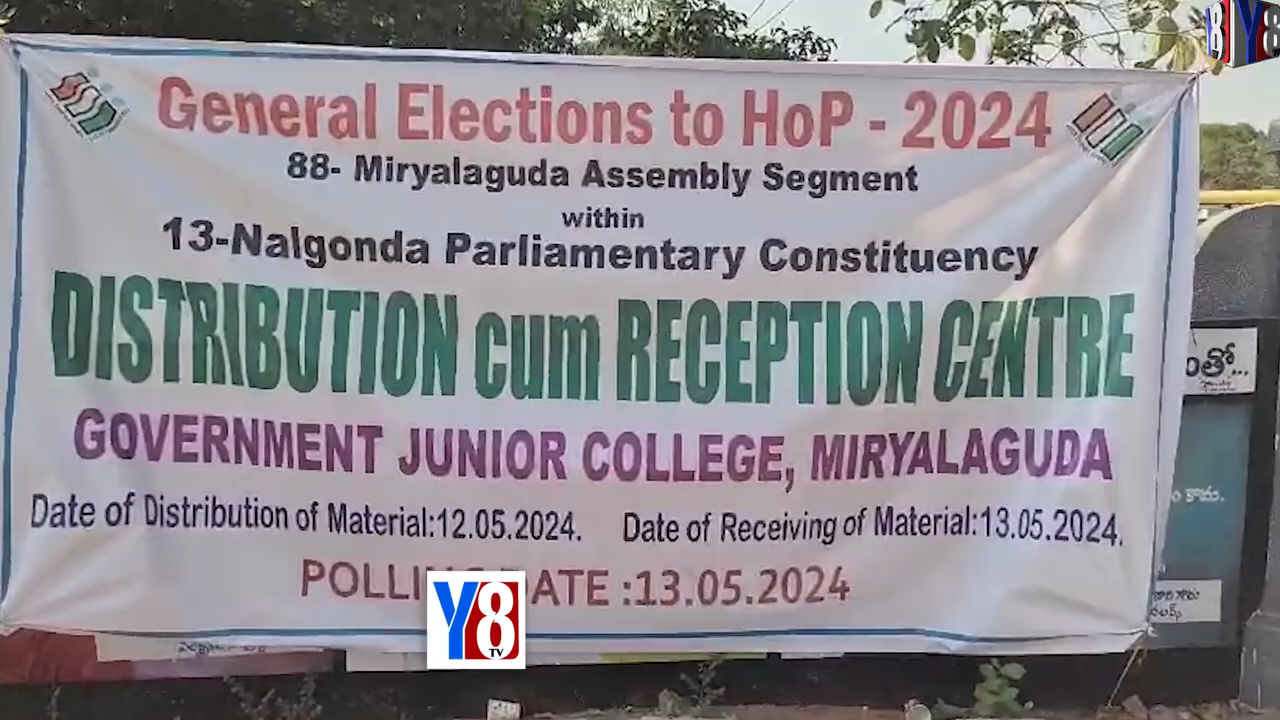 General Elections to HoP - 2024
88- Miryalaguda Assembly Segment
within
13-Nalgonda Parliamentary Constituency
DISTRIBUTION cum RECEPTION CENTRE
GOVERNMENT JUNIOR COLLEGE, MIRYALAGUDA
Date of Distribution of Material:12.05.2024. Date of Receiving of Material:13.05.2024.
POLLI DATE :13.05.2024
Y8
TV
Y8
కాదు.